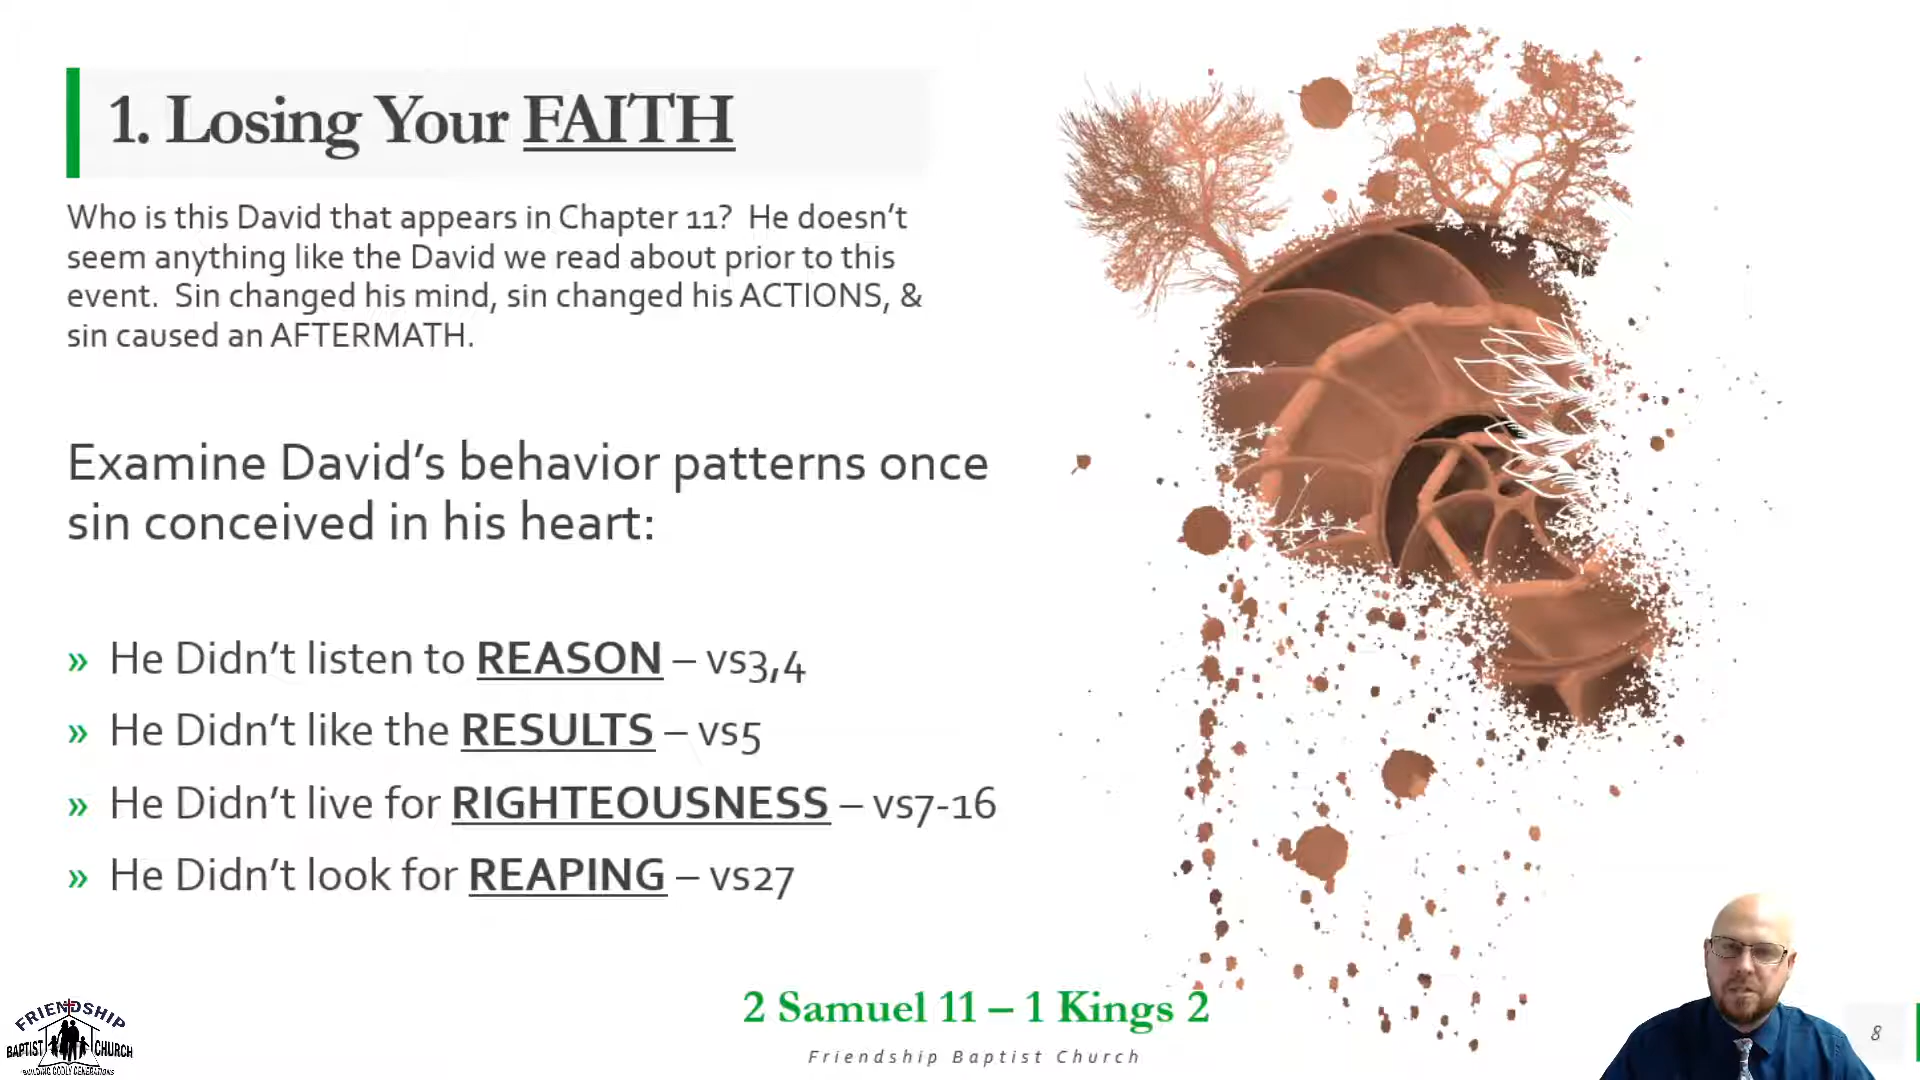 1. Losing Your FAITH
Who is this David that appears in Chapter 11? He doesn't
seem anything like the David we read about prior to this
event. Sin changed his mind, sin changed his ACTIONS, &
sin caused an AFTERMATH.
Examine David's behavior patterns once
sin conceived in his heart:
» He Didn't listen to REASON – vs3,4
» He Didn't like the RESULTS – vs5
» He Didn't live for RIGHTEOUSNESS – vs7-16
» He Didn't look for REAPING – vs27
2 Samuel 11 – 1 Kings 2
Friendship Baptist Church
8
FRIENDSHIP
BAPTIST CHURCH
BUILDING GODLY GENERATIONS